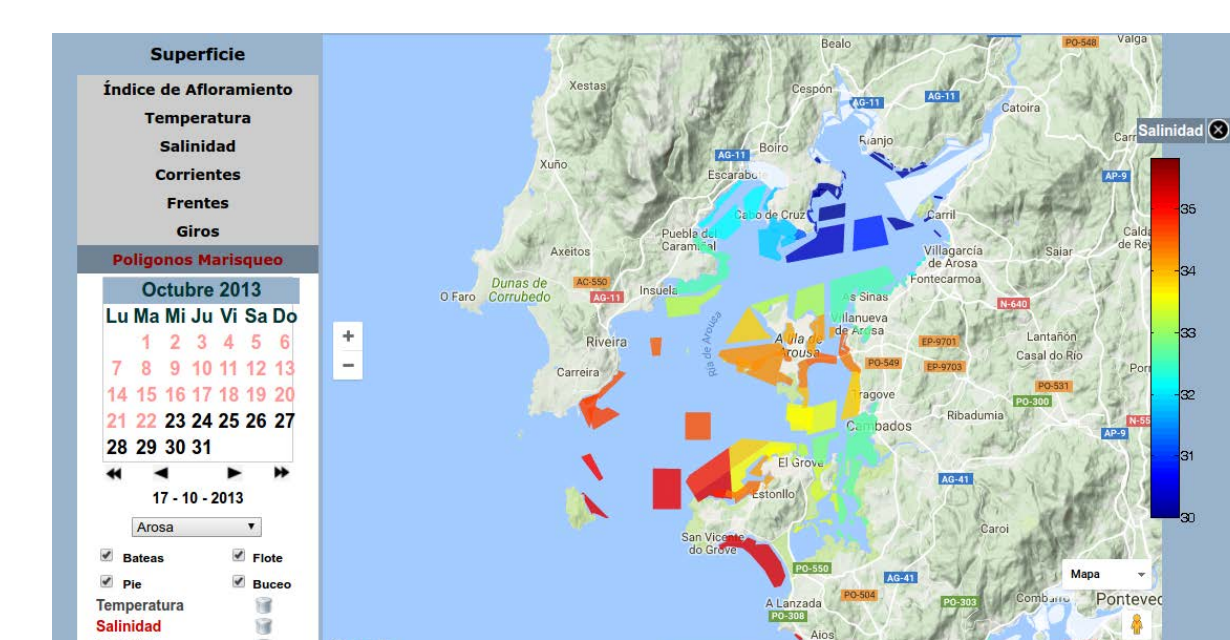 Superficie
Índice de Afloramiento
Temperatura
Salinidad
Corrientes
Frentes
Giros
Poligonos Marisqueo
Octubre 2013
Lu Ma Mi Ju Vi Sa Do
1 2 3 4 5 6
7 8 9 10 11 12 13
14 15 16 17 18 19 20
21 22 23 24 25 26 27
28 29 30 31
17 - 10 - 2013
Arosa
Bateas Flote
Pie Buceo
Temperatura
Salinidad
Bealo
PO-548
Valga
Xestas
Cespón
AG-11
AG-11
Catoira
Salinidad
Rianjo
Boiro
AG-11
Xuño
AP-9
Cabo de Cruz
Carril
35
Puebla del
Caramiñal
Axeitos
Villagarcía
de Arosa
Saiar
Fontecarmoa
34
Dunas de
Corrubedo
AC-550
AG-11
Insuela
O Faro
As Sinas
N-640
Villanueva
de Arosa
33
Riveira
EP-9701
Lantañón
Casal do Río
PO-549
EP-9703
Carreira
Tragove
PO-531
PO-300
32
Ribadumia
Cambados
AP-9
31
El Grove
AG-41
Estonllo
30
Caroi
San Vicente
do Grove
PO-550
AG-41
Mapa
PO-504
PO-303
A Lanzada
PO-308
Aios
+
−